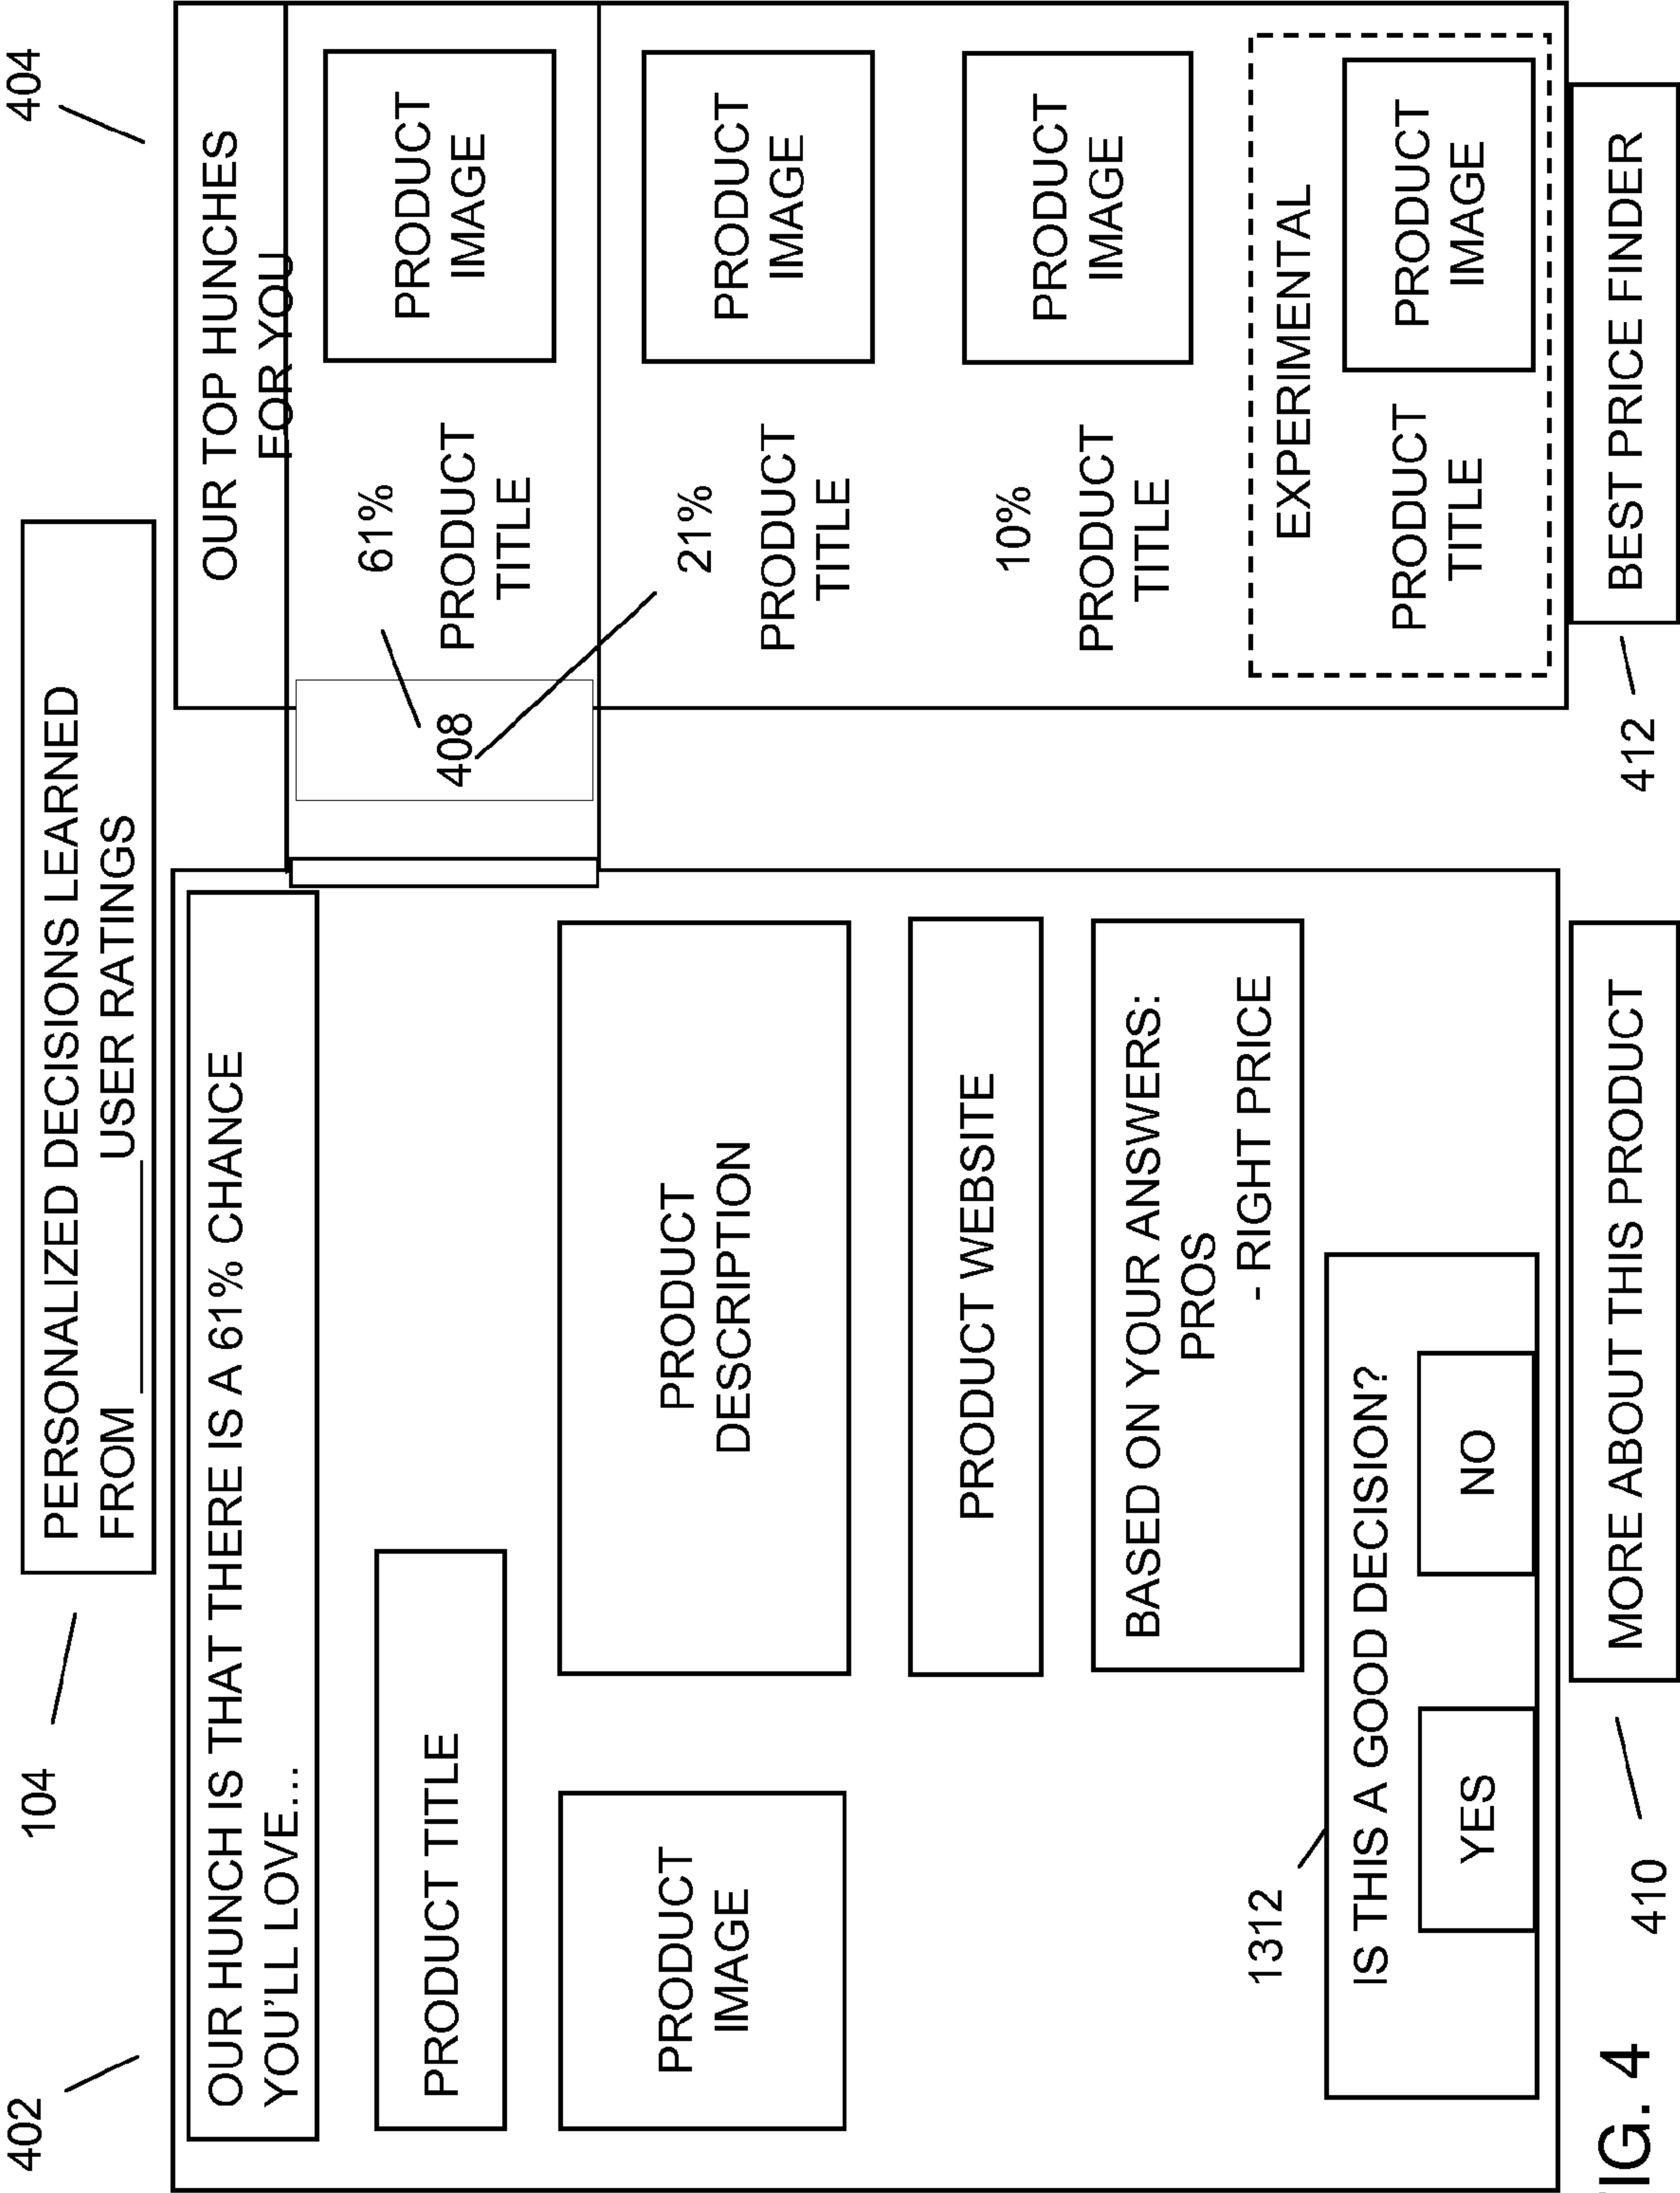 402
104
404
PERSONALIZED DECISIONS LEARNED
FROM ________ USER RATINGS
OUR HUNCH IS THAT THERE IS A 61% CHANCE
YOU'LL LOVE…
PRODUCT TITLE
PRODUCT
IMAGE
PRODUCT
DESCRIPTION
PRODUCT WEBSITE
BASED ON YOUR ANSWERS:
PROS
- RIGHT PRICE
1312
IS THIS A GOOD DECISION?
YES
NO
410
MORE ABOUT THIS PRODUCT
OUR TOP HUNCHES
FOR YOU
408
61%
PRODUCT
TITLE
PRODUCT
IMAGE
21%
PRODUCT
TITLE
PRODUCT
IMAGE
10%
PRODUCT
TITLE
PRODUCT
IMAGE
EXPERIMENTAL
PRODUCT
TITLE
PRODUCT
IMAGE
412
BEST PRICE FINDER
IG. 4